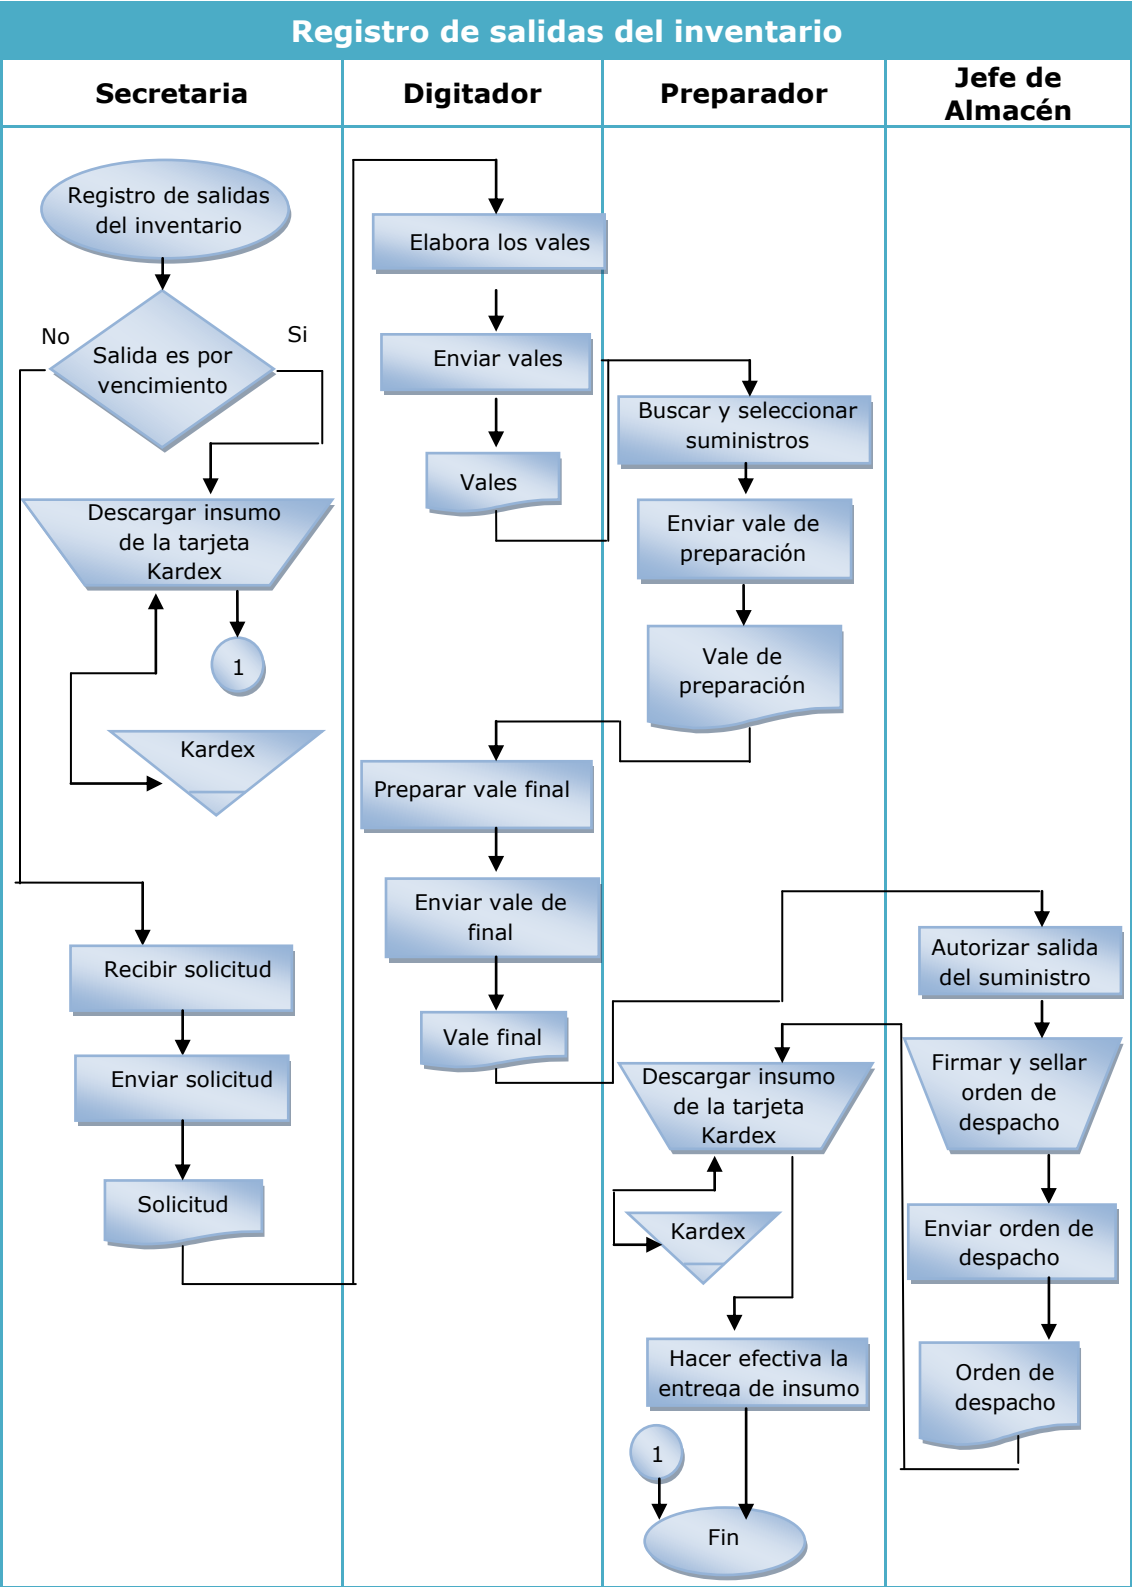 Registro de salidas del inventario
Secretaria
Digitador
Preparador
Jefe de
Almacén
Registro de salidas
del inventario
No
Si
Salida es por
vencimiento
Descargar insumo
de la tarjeta
Kardex
1
Kardex
Recibir solicitud
Enviar solicitud
Solicitud
Elabora los vales
Enviar vales
Vales
Preparar vale final
Enviar vale de
final
Vale final
Buscar y seleccionar
suministros
Enviar vale de
preparación
Vale de
preparación
Descargar insumo
de la tarjeta
Kardex
Kardex
Hacer efectiva la
entrega de insumo
1
Fin
Autorizar salida
del suministro
Firmar y sellar
orden de
despacho
Enviar orden de
despacho
Orden de
despacho